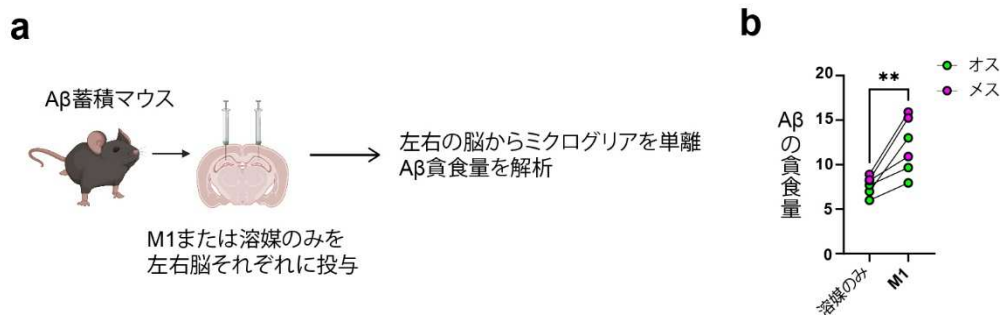 a
Aβ蓄積マウス
M1または溶媒のみを
左右脳それぞれに投与
左右の脳からミクログリアを単離
Aβ貪食量を解析
b
オス
メス
**
Aβの貪食量
20
15
10
5
0
溶媒のみ
M1